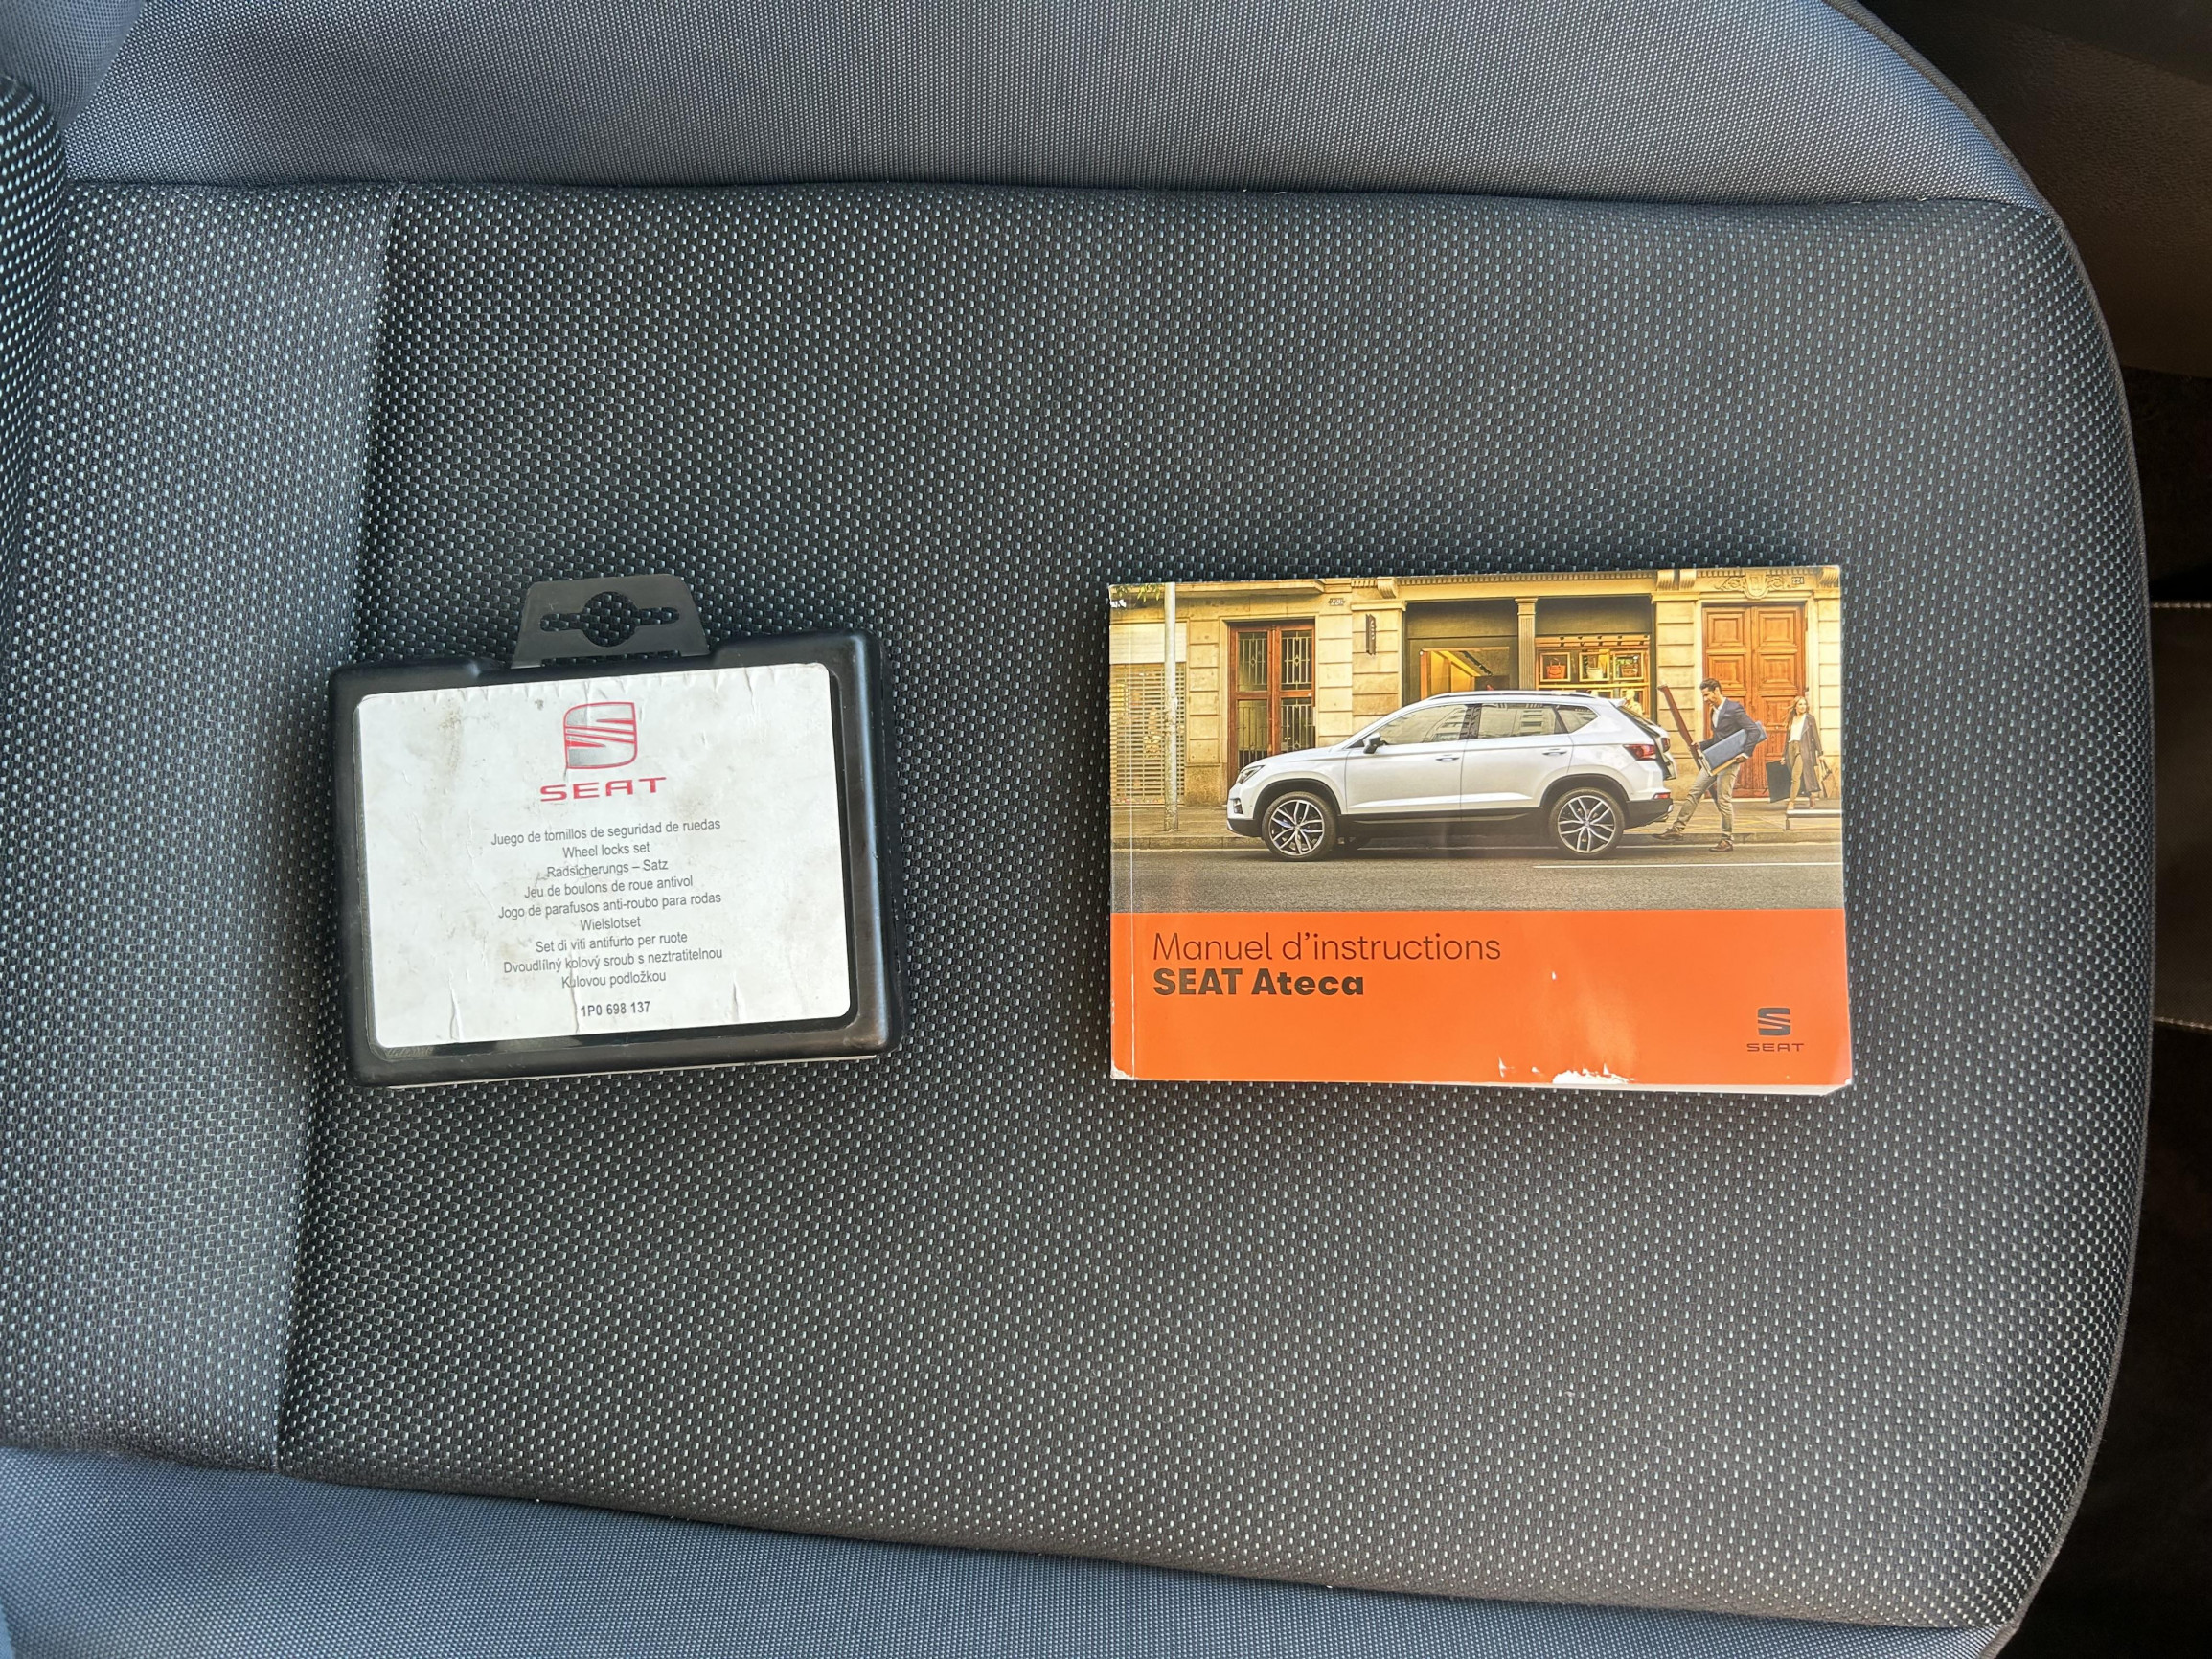 SEAT
Juego de tornillos de seguridad de ruedas
Wheel locks set
Radsicherungs – Satz
Jeu de boulons de roue antivol
Jogo de parafusos anti-roubo para rodas
Wielslotset
Set di viti antifurto per ruote
Dvoudílný kolový sroub s neztratitelnou
Kulovou podložkou
1P0 698 137
Manuel d'instructions
SEAT Ateca
SEAT